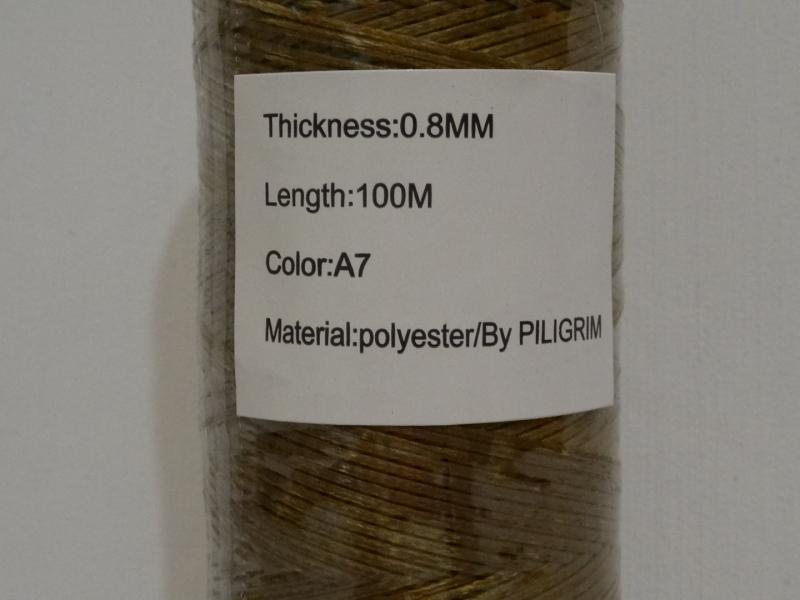 Thickness:0.8MM
Length:100M
Color:A7
Material:polyester/By PILIGRIM